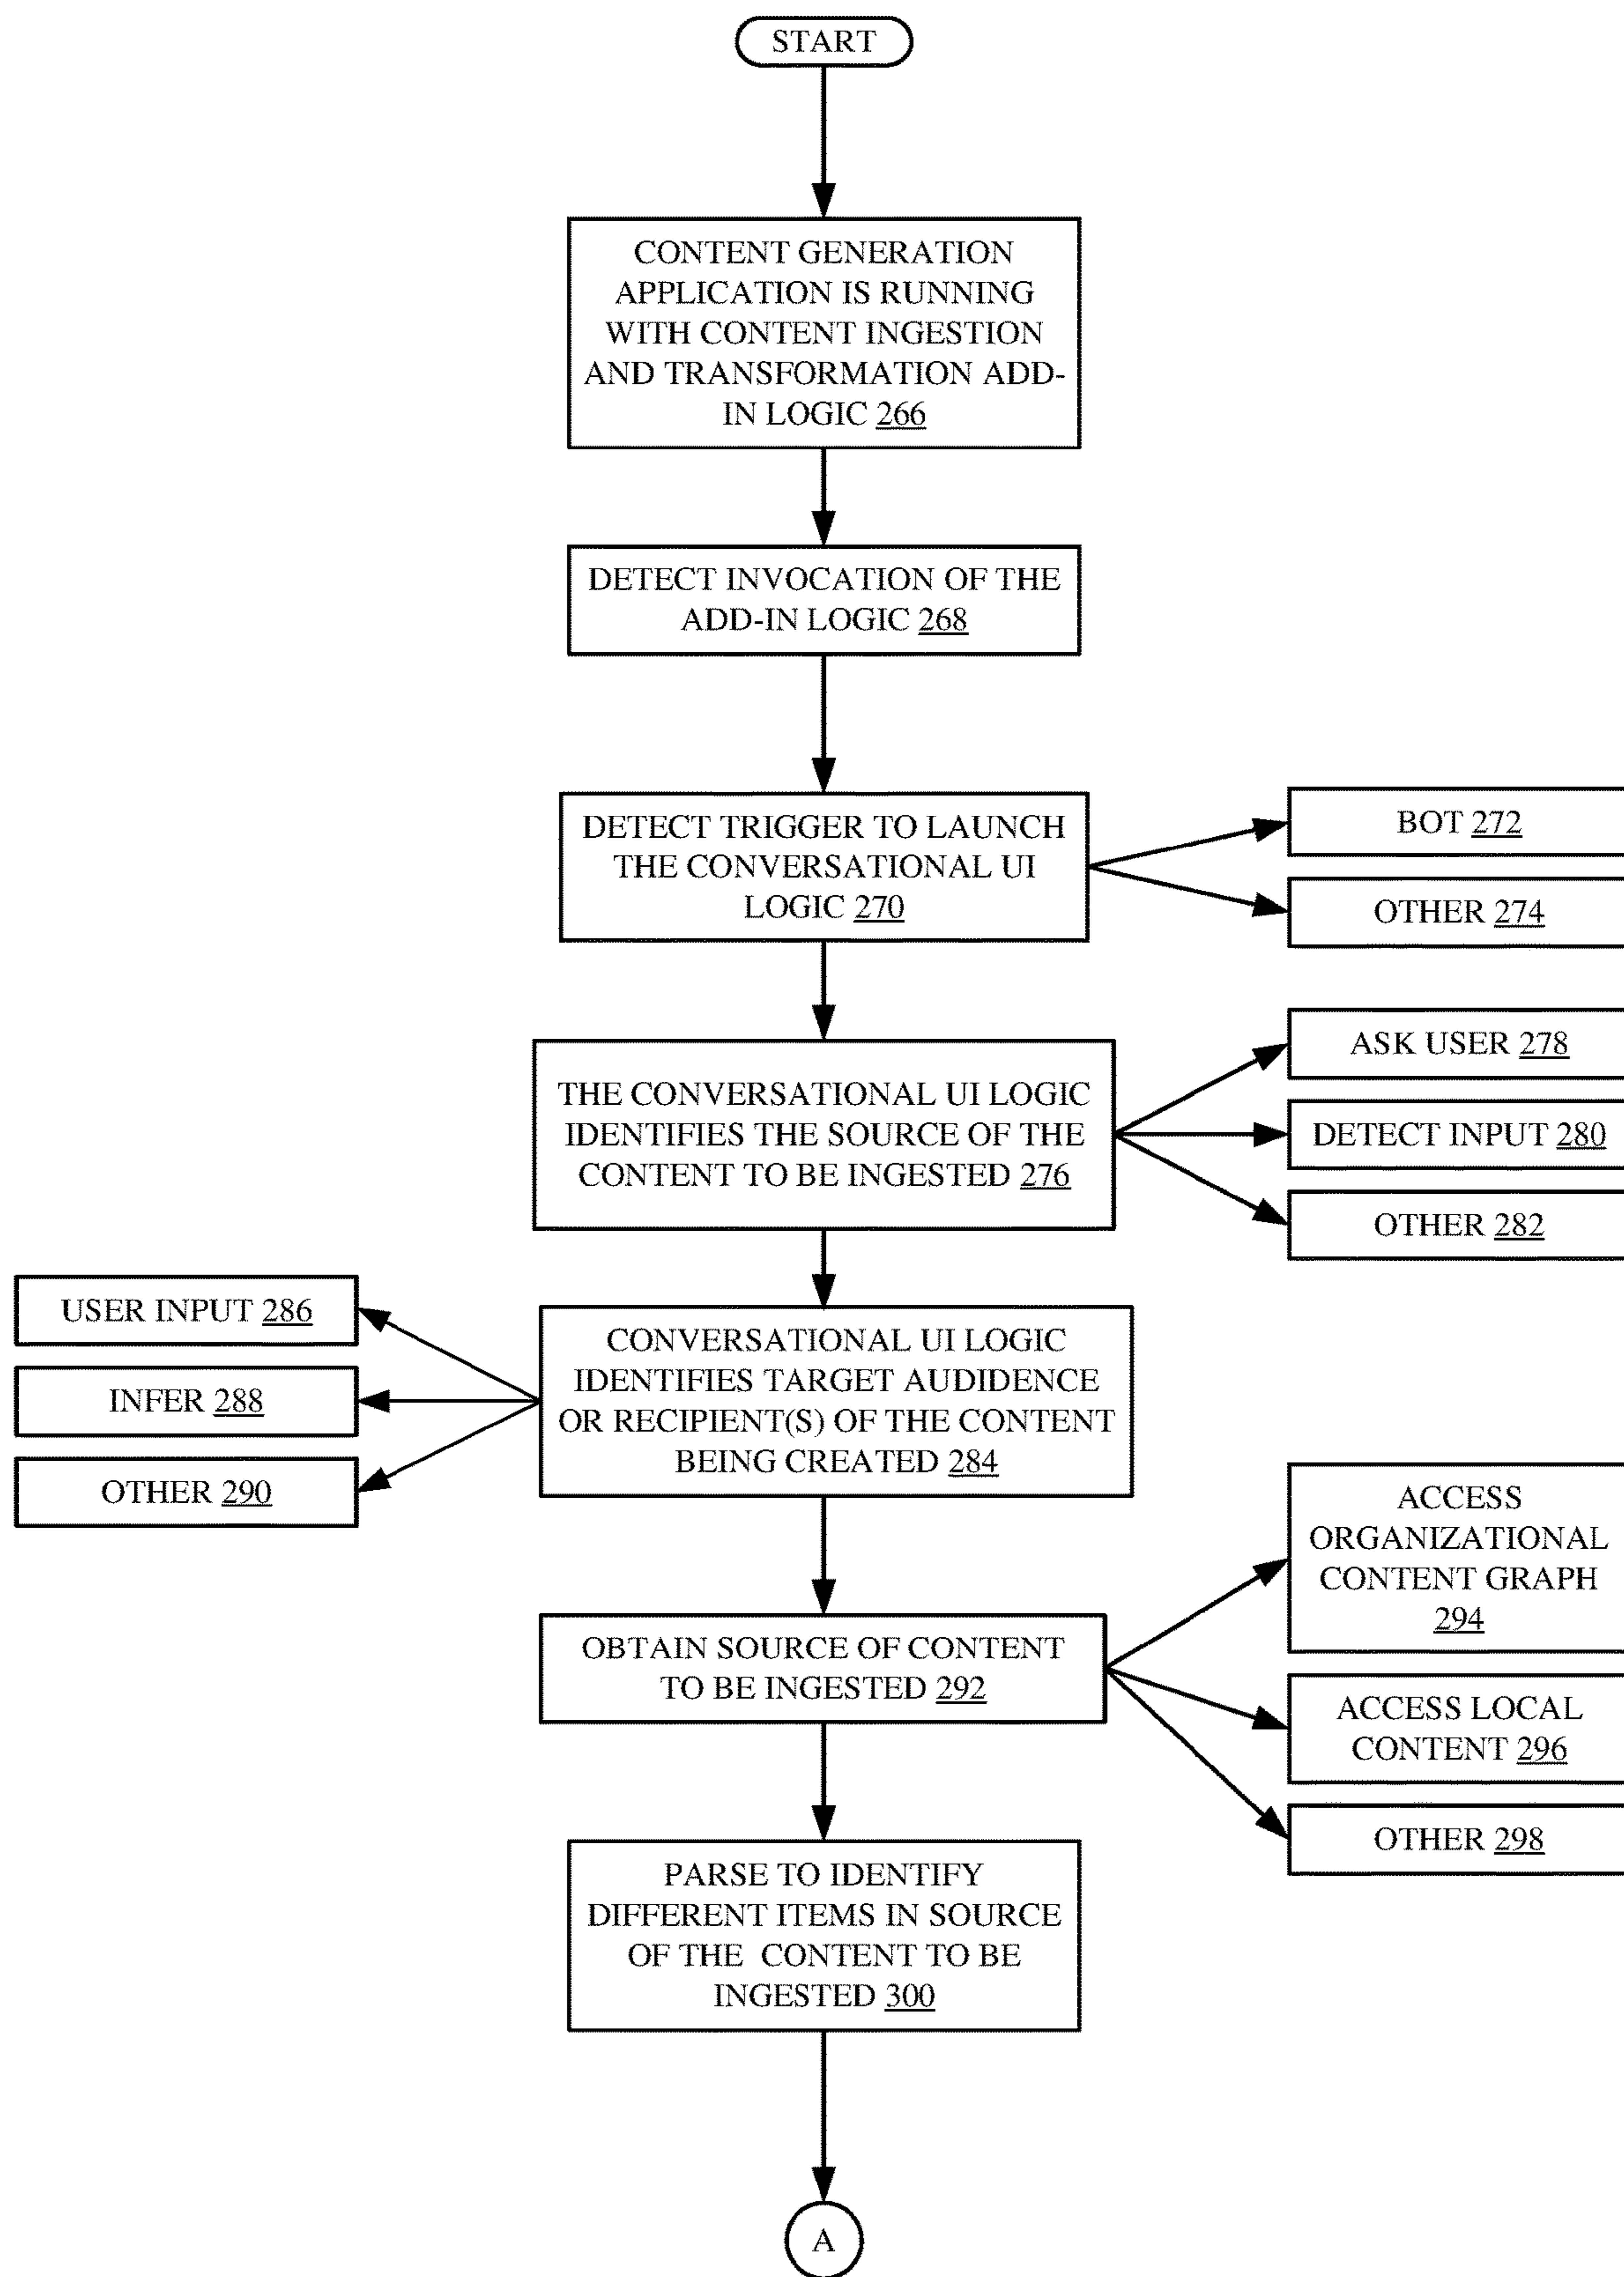 START
CONTENT GENERATION
APPLICATION IS RUNNING
WITH CONTENT INGESTION
AND TRANSFORMATION ADD-
IN LOGIC 266
DETECT INVOCATION OF THE
ADD-IN LOGIC 268
DETECT TRIGGER TO LAUNCH
THE CONVERSATIONAL UI
LOGIC 270
BOT 272
OTHER 274
THE CONVERSATIONAL UI LOGIC
IDENTIFIES THE SOURCE OF THE
CONTENT TO BE INGESTED 276
ASK USER 278
DETECT INPUT 280
OTHER 282
CONVERSATIONAL UI LOGIC
IDENTIFIES TARGET AUDIDENCE
OR RECIPIENT(S) OF THE CONTENT
BEING CREATED 284
USER INPUT 286
INFER 288
OTHER 290
OBTAIN SOURCE OF CONTENT
TO BE INGESTED 292
ACCESS
ORGANIZATIONAL
CONTENT GRAPH
294
ACCESS LOCAL
CONTENT 296
OTHER 298
PARSE TO IDENTIFY
DIFFERENT ITEMS IN SOURCE
OF THE CONTENT TO BE
INGESTED 300
A